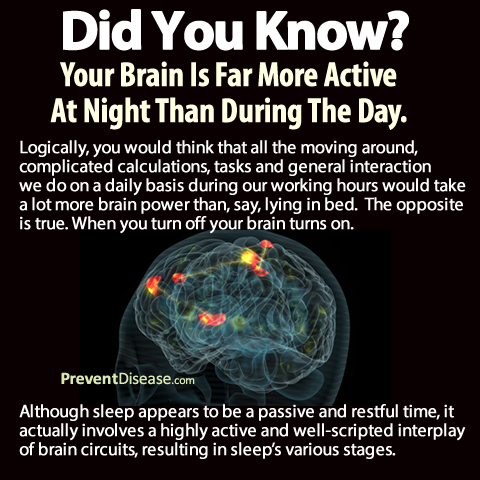 Did You Know?
Your Brain Is Far More Active
At Night Than During The Day.
Logically, you would think that all the moving around,
complicated calculations, tasks and general interaction
we do on a daily basis during our working hours would take
a lot more brain power than, say, lying in bed.  The opposite
is true. When you turn off your brain turns on.
PreventDisease.com
Although sleep appears to be a passive and restful time, it
actually involves a highly active and well-scripted interplay
of brain circuits, resulting in sleep's various stages.